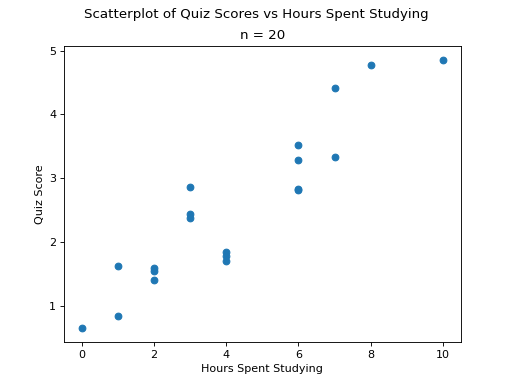 Scatterplot of Quiz Scores vs Hours Spent Studying
n = 20
5
4
3
2
1
Quiz Score
0 2 4 6 8 10
Hours Spent Studying